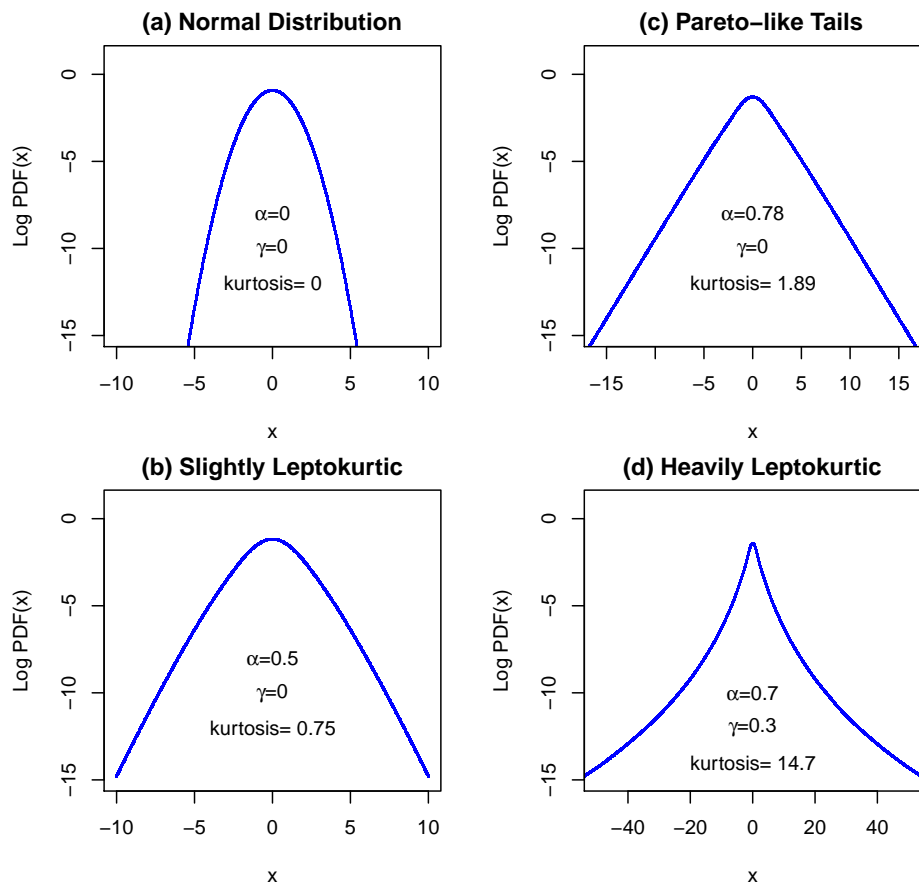 (a) Normal Distribution
Log PDF(x)
0
−5
−10
−15
α=0
γ=0
kurtosis= 0
−10 −5 0 5 10
x
(c) Pareto−like Tails
Log PDF(x)
0
−5
−10
−15
α=0.78
γ=0
kurtosis= 1.89
−15 −5 0 5 10 15
x
(b) Slightly Leptokurtic
Log PDF(x)
0
−5
−10
−15
α=0.5
γ=0
kurtosis= 0.75
−10 −5 0 5 10
x
(d) Heavily Leptokurtic
Log PDF(x)
0
−5
−10
−15
α=0.7
γ=0.3
kurtosis= 14.7
−40 −20 0 20 40
x